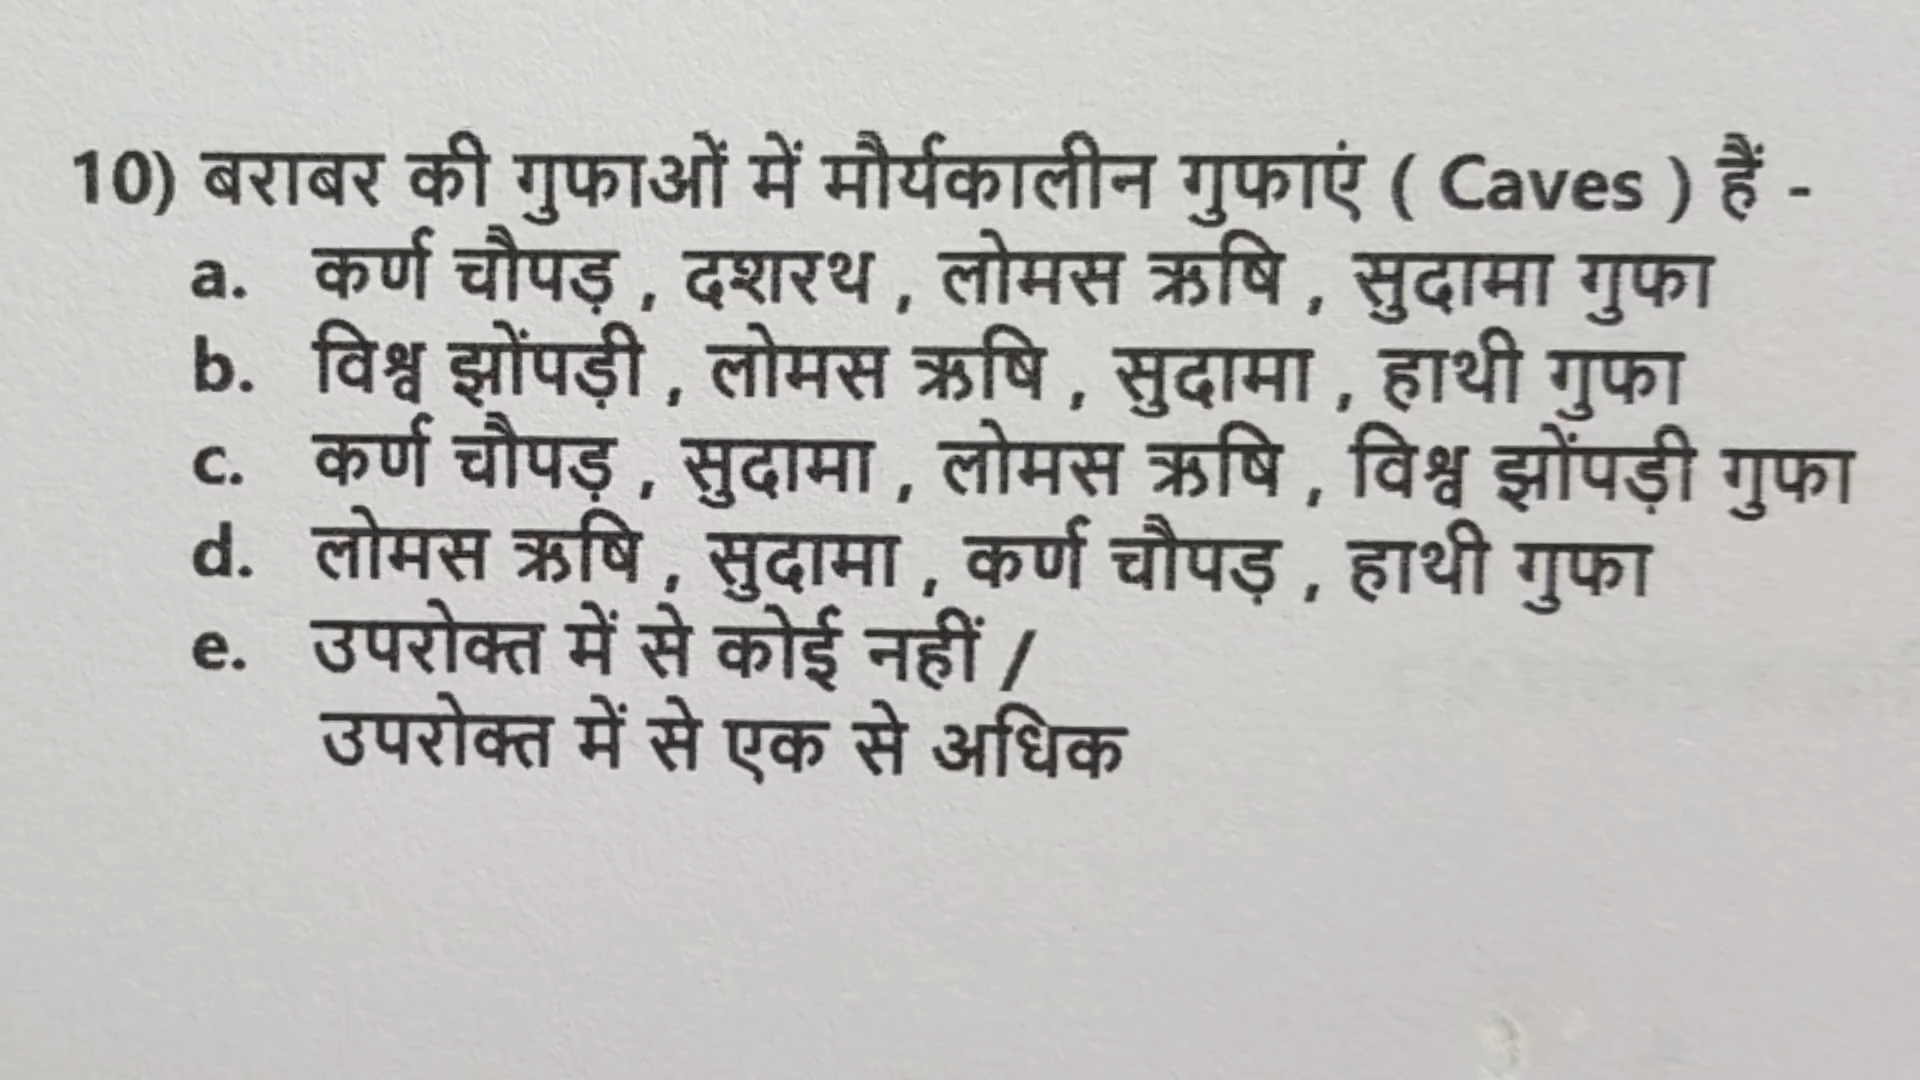 10) बराबर की गुफाओं में मौर्यकालीन गुफाएं ( Caves ) हैं -
a. कर्ण चौपड़ , दशरथ , लोमस ऋषि , सुदामा गुफा
b. विश्व झोंपड़ी , लोमस ऋषि , सुदामा , हाथी गुफा
c. कर्ण चौपड़ , सुदामा , लोमस ऋषि , विश्व झोंपड़ी गुफा
d. लोमस ऋषि , सुदामा , कर्ण चौपड़ , हाथी गुफा
e. उपरोक्त में से कोई नहीं /
उपरोक्त में से एक से अधिक